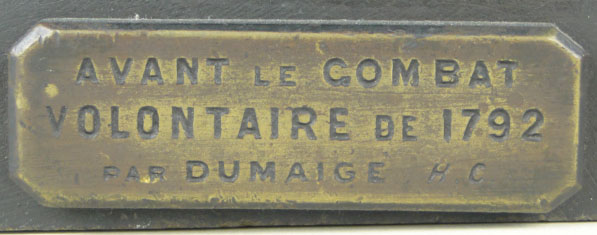 AVANT LE COMBAT
VOLONTAIRE DE 1792
PAR DUMAIGE H C